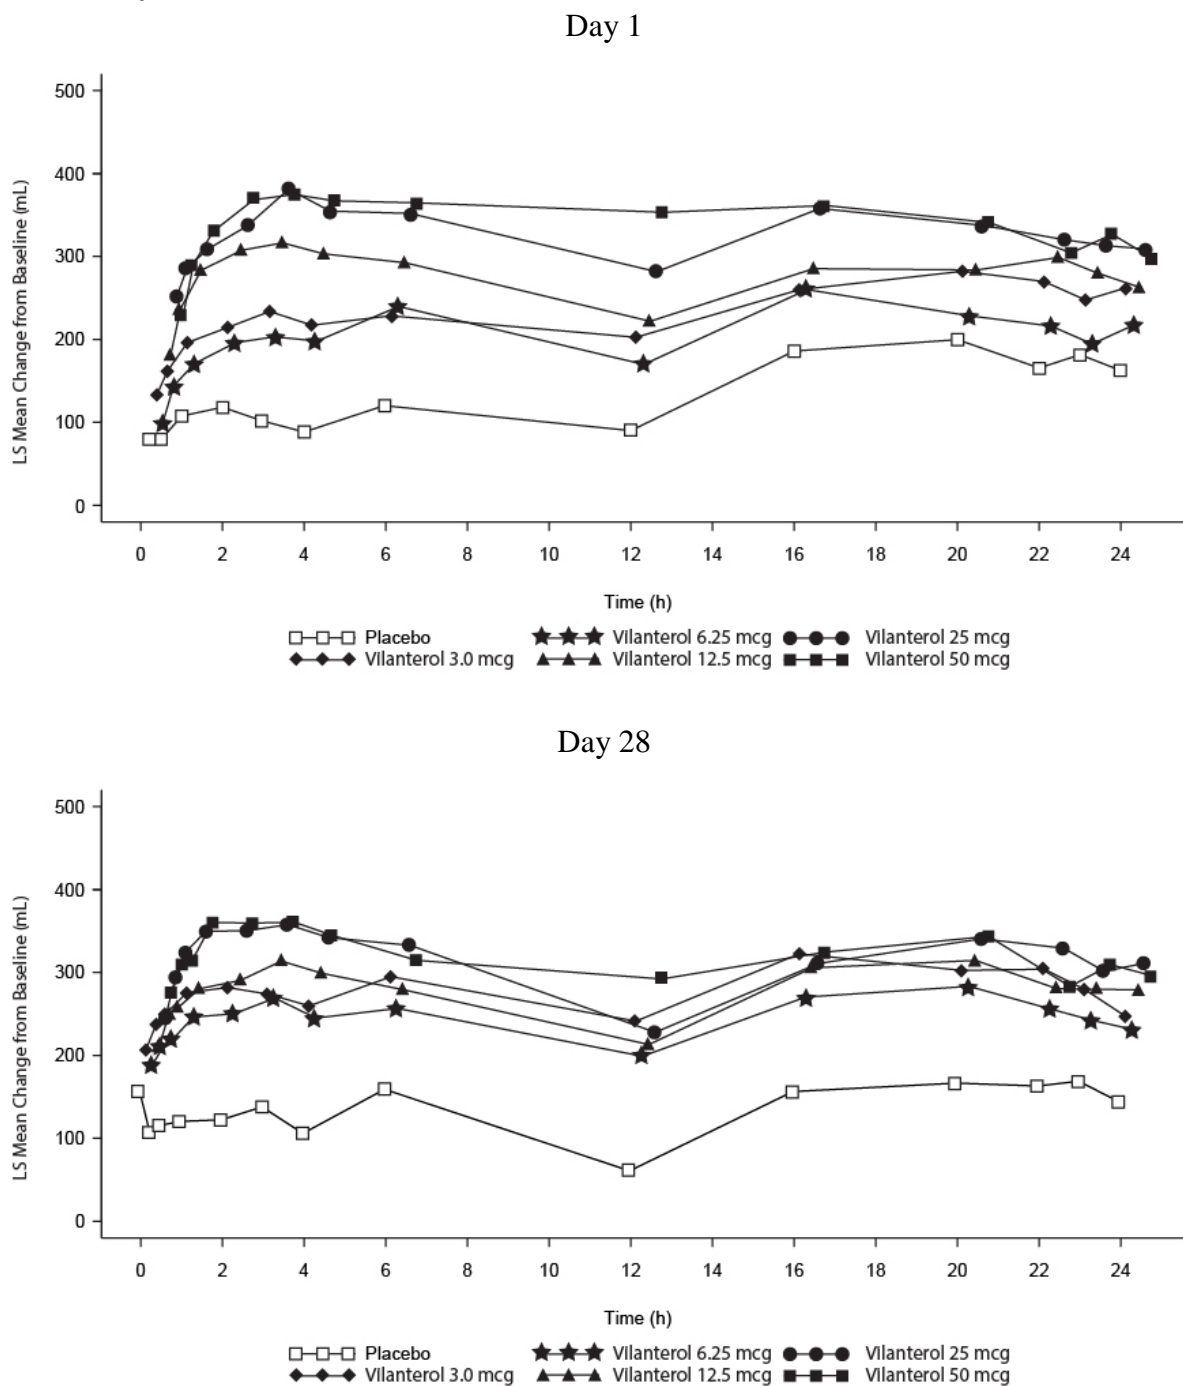 Day 1
500
400
300
200
100
0
LS Mean Change from Baseline (mL)
0 2 4 6 8 10 12 14 16 18 20 22 24
Time (h)
Placebo Vilanterol 6.25 mcg Vilanterol 25 mcg
Vilanterol 3.0 mcg Vilanterol 12.5 mcg Vilanterol 50 mcg
Day 28
500
400
300
200
100
0
LS Mean Change from Baseline (mL)
0 2 4 6 8 10 12 14 16 18 20 22 24
Time (h)
Placebo Vilanterol 6.25 mcg Vilanterol 25 mcg
Vilanterol 3.0 mcg Vilanterol 12.5 mcg Vilanterol 50 mcg